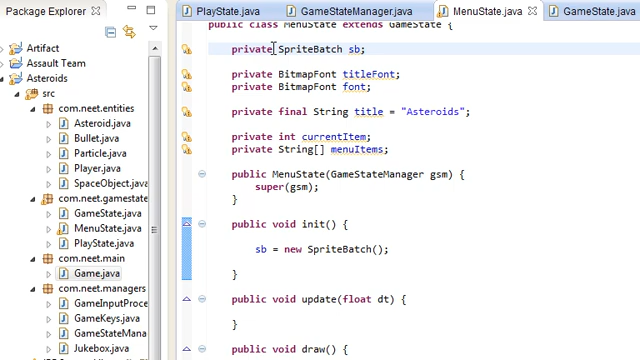 Package Explorer
Artifact
Assault Team
Asteroids
src
com.neet.entities
Asteroid.java
Bullet.java
Particle.java
Player.java
SpaceObject.java
com.neet.gamestate
GameState.java
MenuState.java
PlayState.java
com.neet.main
Game.java
com.neet.managers
GameInputProce
GameKeys.java
GameStateMana
Jukebox.java
PlayState.java
GameStateManager.java
MenuState.java
GameState.java
public class MenuState extends GameState {
private SpriteBatch sb;
private BitmapFont titleFont;
private BitmapFont font;
private final String title = "Asteroids";
private int currentItem;
private String[] menuItems;
public MenuState(GameStateManager gsm) {
super(gsm);
}
public void init() {
sb = new SpriteBatch();
}
public void update(float dt) {
}
public void draw() {